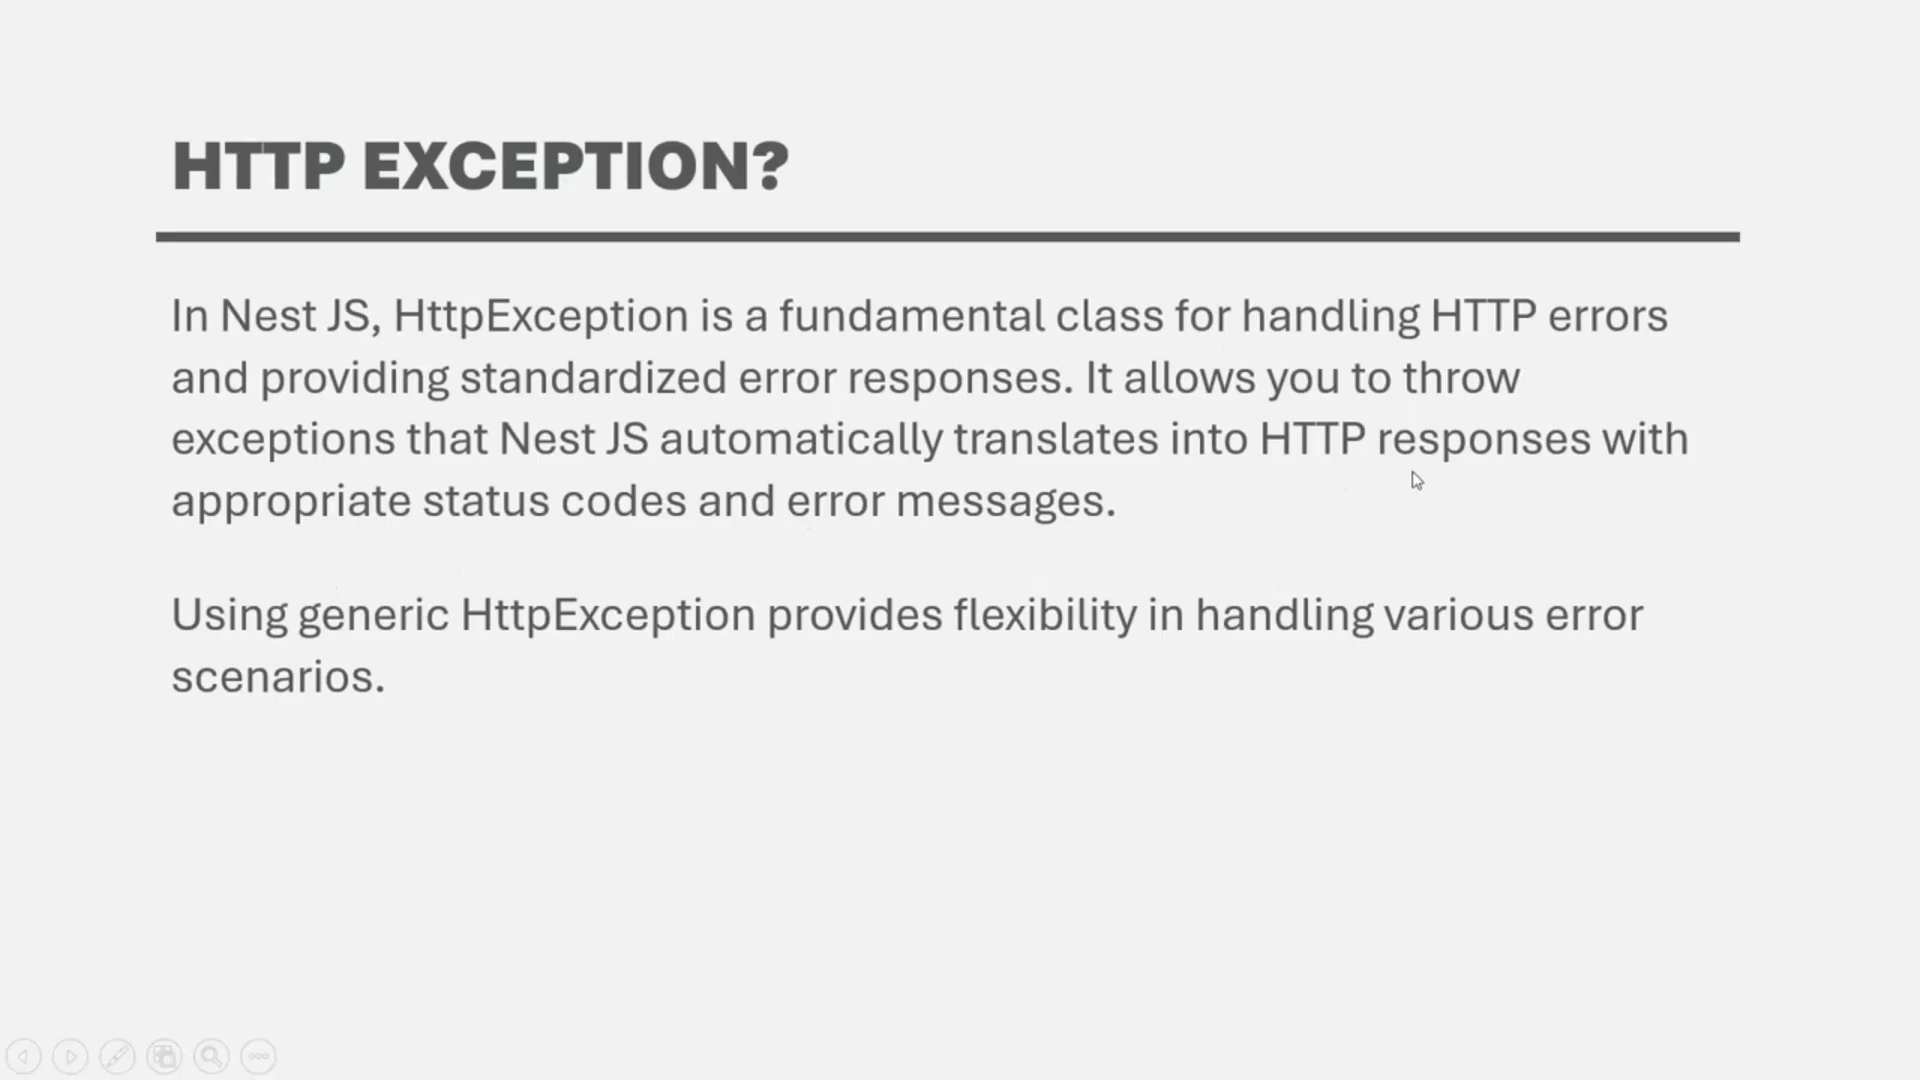 HTTP EXCEPTION?
In Nest JS, HttpException is a fundamental class for handling HTTP errors
and providing standardized error responses. It allows you to throw
exceptions that Nest JS automatically translates into HTTP responses with
appropriate status codes and error messages.
Using generic HttpException provides flexibility in handling various error
scenarios.